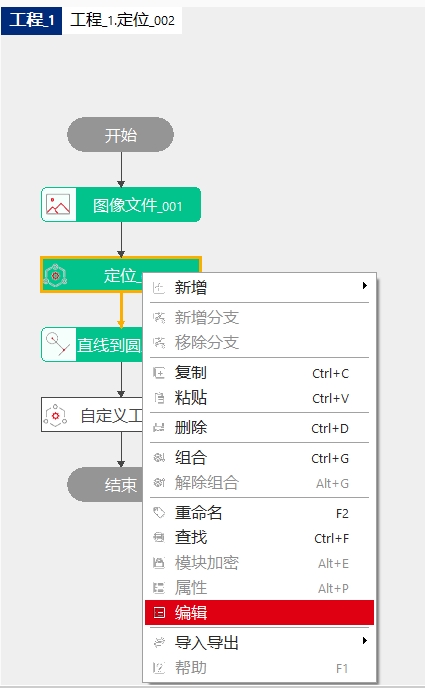 工程_1 工程_1.定位_002
开始
图像文件_001
定位_
直线到圆
自定义工
结束
新增
新增分支
移除分支
复制 Ctrl+C
粘贴 Ctrl+V
删除 Ctrl+D
组合 Ctrl+G
解除组合 Alt+G
重命名 F2
查找 Ctrl+F
模块加密 Alt+E
属性 Alt+P
编辑
导入导出
帮助 F1